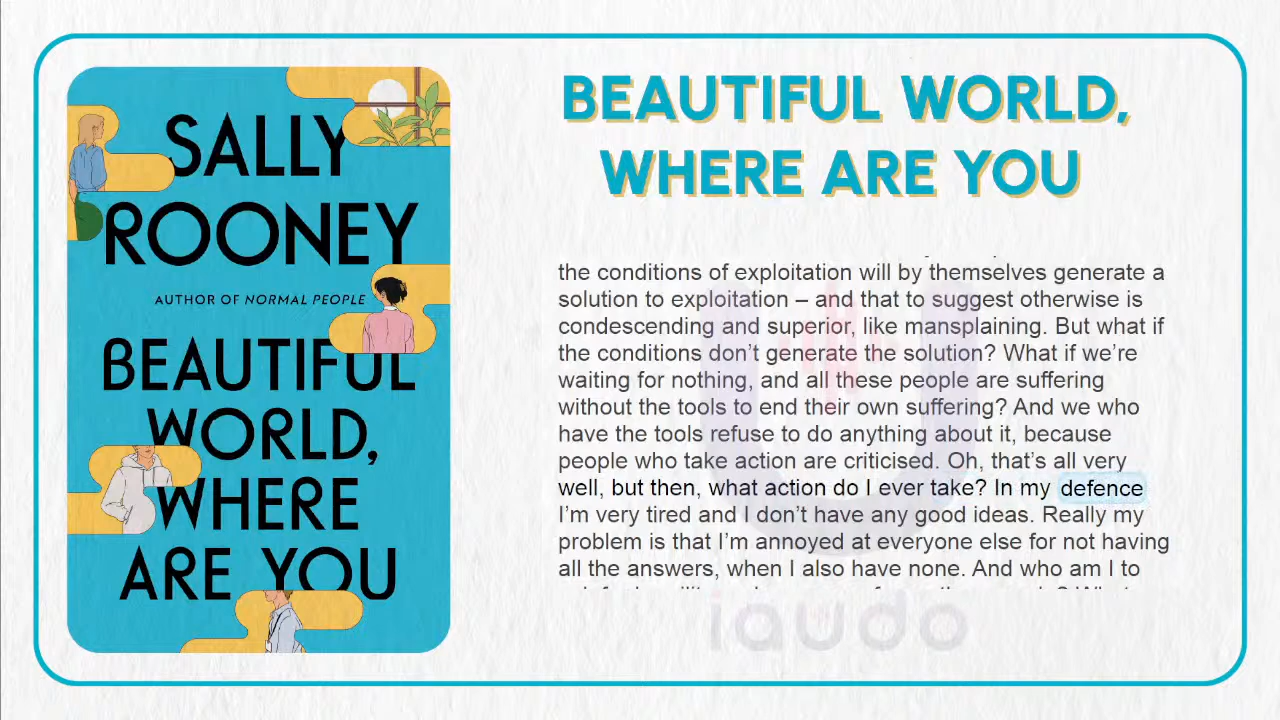 SALLY
ROONEY
AUTHOR OF NORMAL PEOPLE
BEAUTIFUL
WORLD,
WHERE
ARE YOU
BEAUTIFUL WORLD,
WHERE ARE YOU
the conditions of exploitation will by themselves generate a
solution to exploitation – and that to suggest otherwise is
condescending and superior, like mansplaining. But what if
the conditions don’t generate the solution? What if we’re
waiting for nothing, and all these people are suffering
without the tools to end their own suffering? And we who
have the tools refuse to do anything about it, because
people who take action are criticised. Oh, that’s all very
well, but then, what action do I ever take? In my defence
I’m very tired and I don’t have any good ideas. Really my
problem is that I’m annoyed at everyone else for not having
all the answers, when I also have none. And who am I to
iaudo